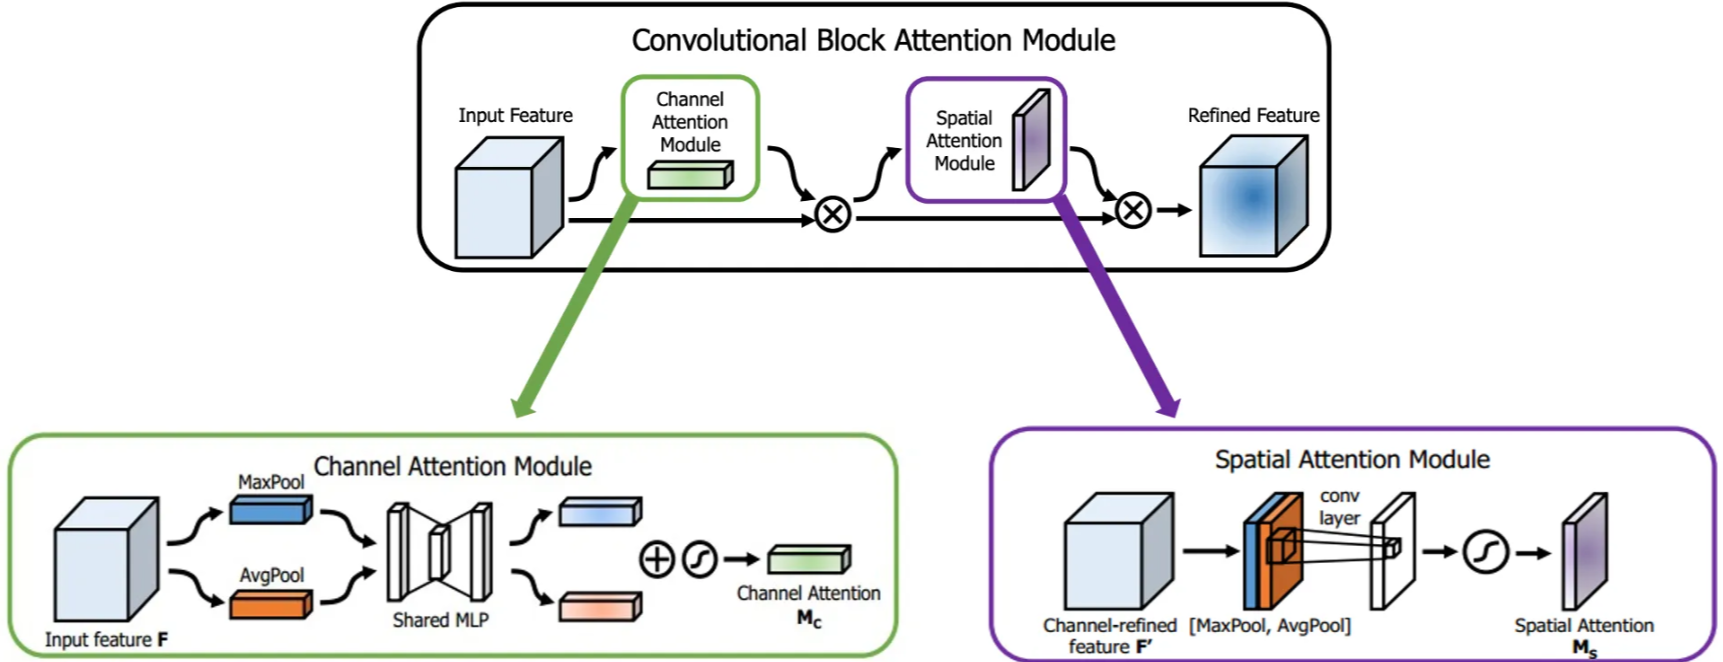 Convolutional Block Attention Module
Input Feature
Channel
Attention
Module
Spatial
Attention
Module
Refined Feature
Channel Attention Module
MaxPool
AvgPool
Shared MLP
Input feature F
Channel Attention
Mc
Spatial Attention Module
conv
layer
Channel-refined
feature F′
[MaxPool, AvgPool]
Spatial Attention
Ms